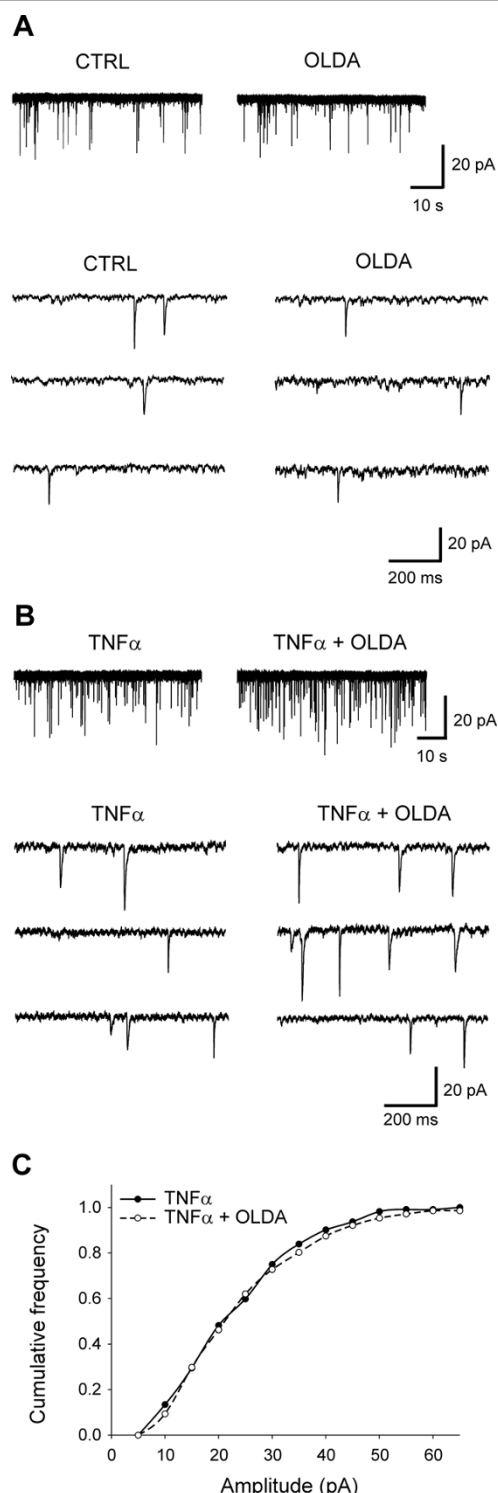 A
CTRL OLDA
20 pA
10 s
CTRL OLDA
20 pA
200 ms
B
TNFα TNFα + OLDA
20 pA
10 s
TNFα TNFα + OLDA
20 pA
200 ms
C
1.0 TNFα
TNFα + OLDA
0.8
0.6
0.4
0.2
0.0
Cumulative frequency
0 10 20 30 40 50 60
Amplitude (pA)